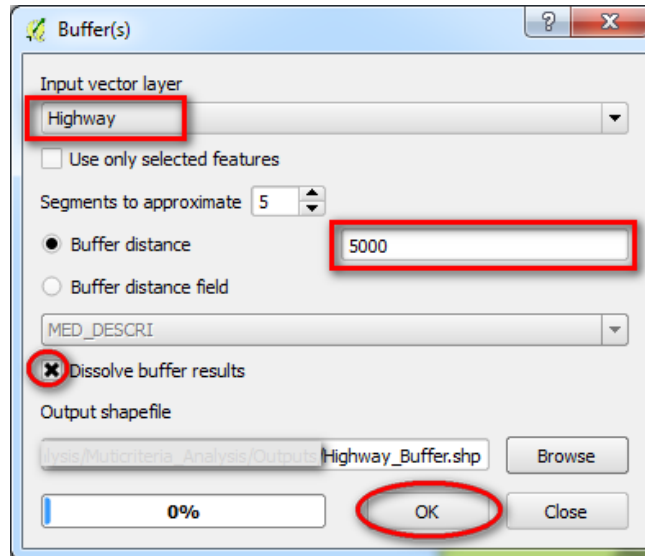 Buffer(s)
Input vector layer
Highway
Use only selected features
Segments to approximate 5
Buffer distance 5000
Buffer distance field
MED_DESCRI
Dissolve buffer results
Output shapefile
/Muticriteria_Analysis/Outputs/Highway_Buffer.shp Browse
0% OK Close